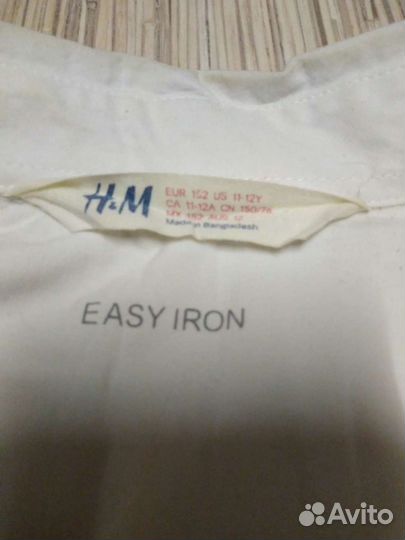 H&M
EUR 152 US 11-12Y
CA 11-12A CN 150/76
MX 152 AUS 12
Made in Bangladesh
EASY IRON
Avito